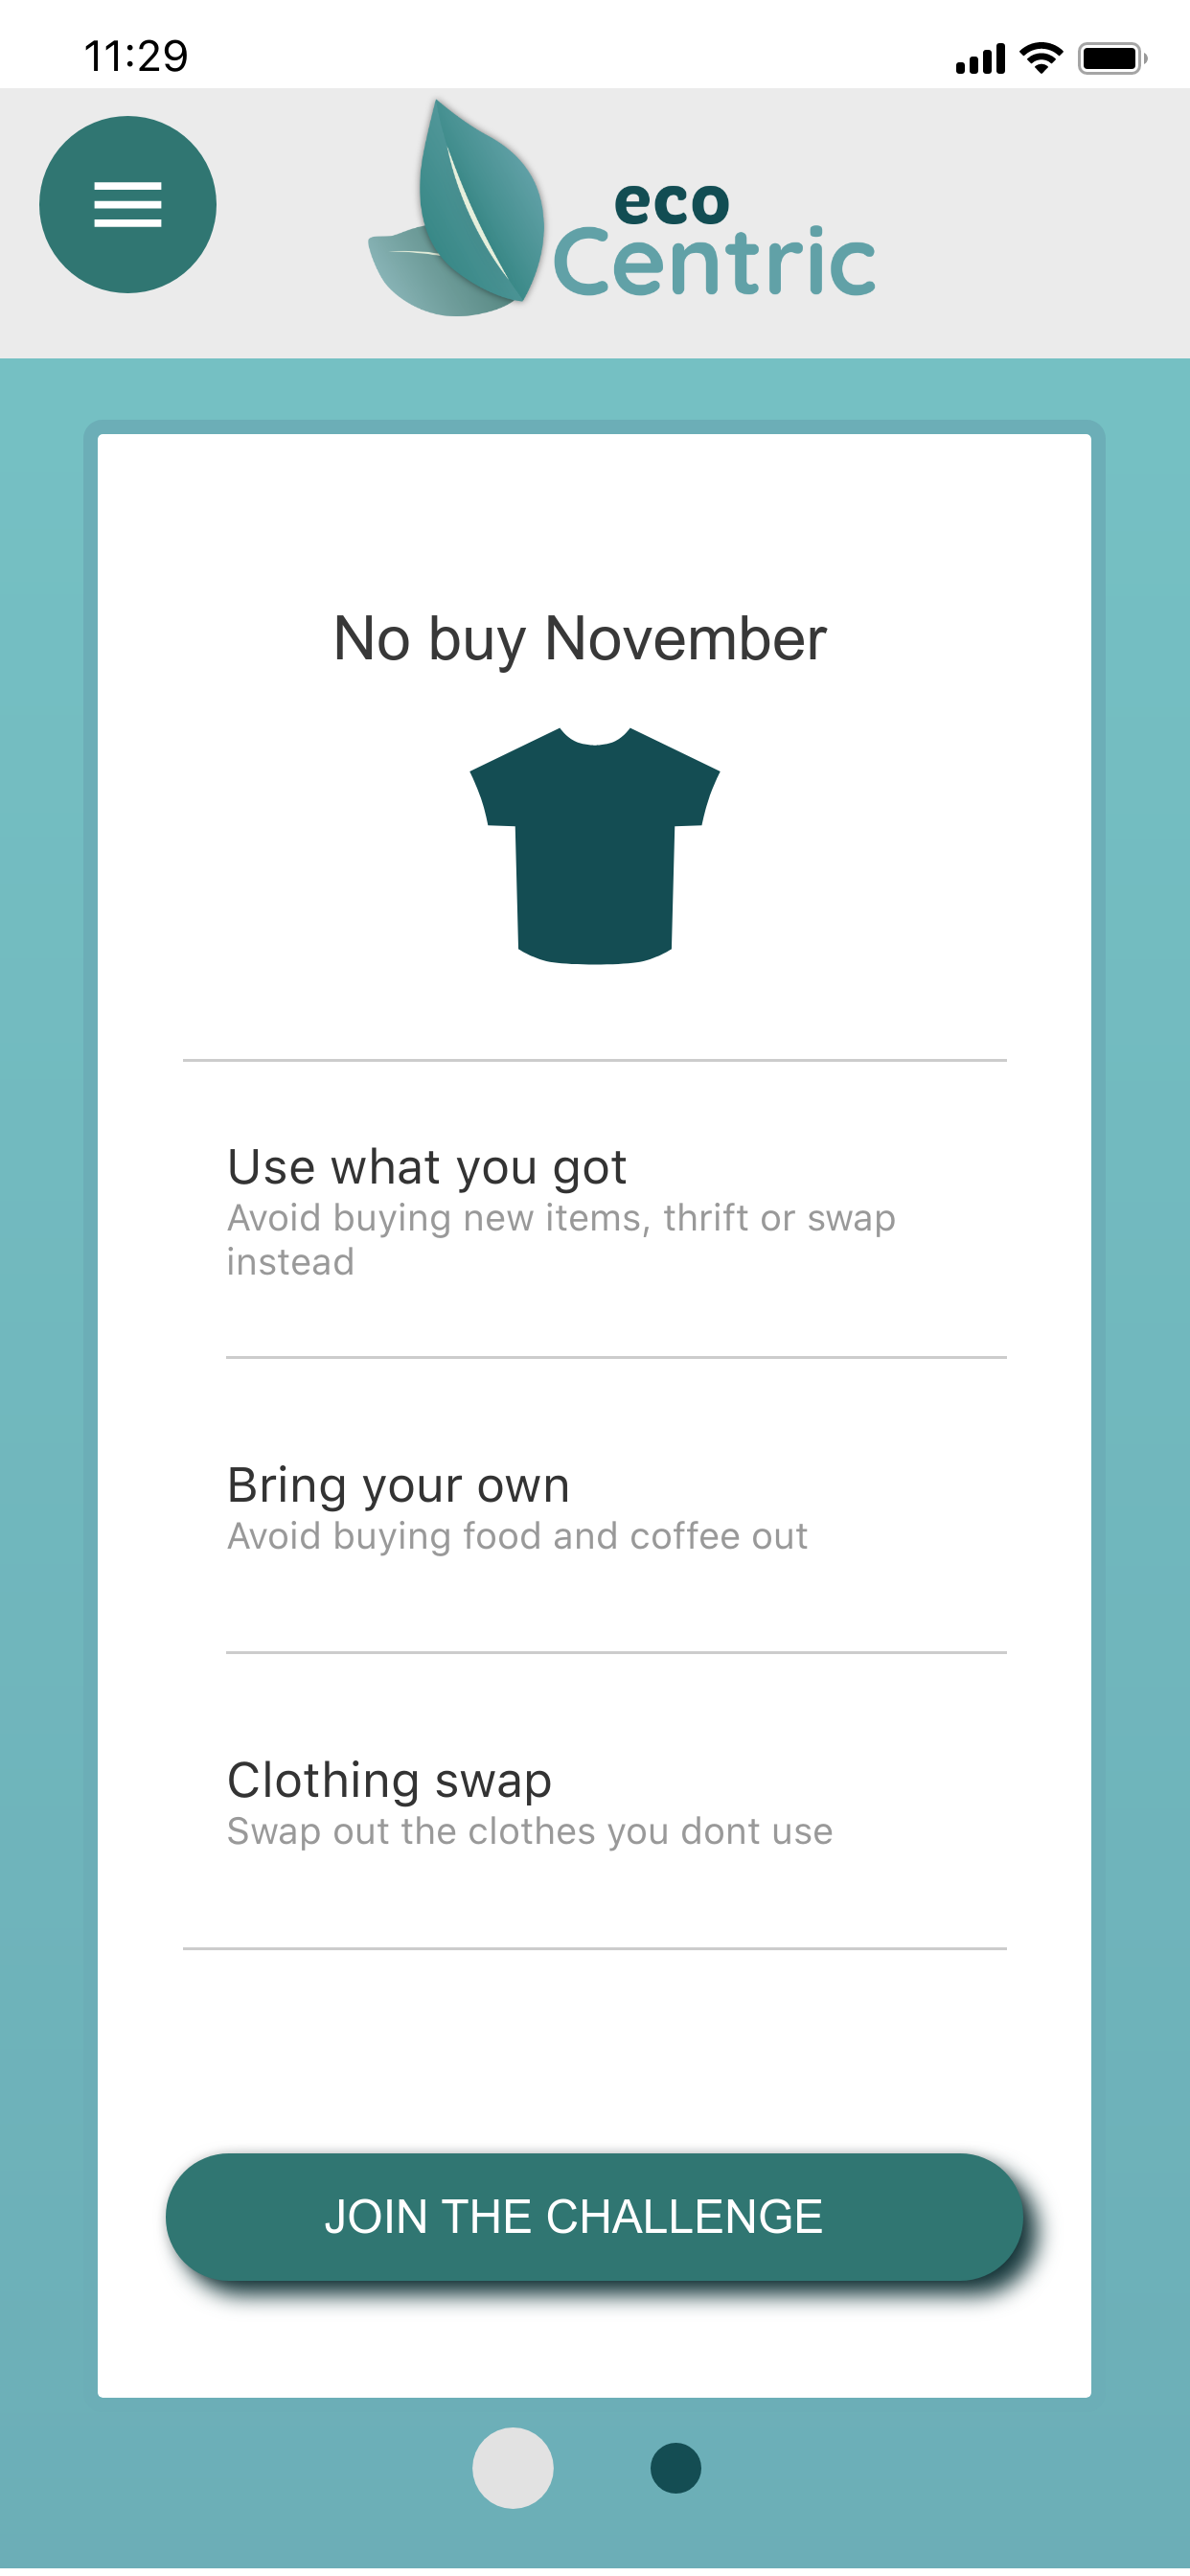 11:29
eco
Centric
No buy November
Use what you got
Avoid buying new items, thrift or swap
instead
Bring your own
Avoid buying food and coffee out
Clothing swap
Swap out the clothes you dont use
JOIN THE CHALLENGE